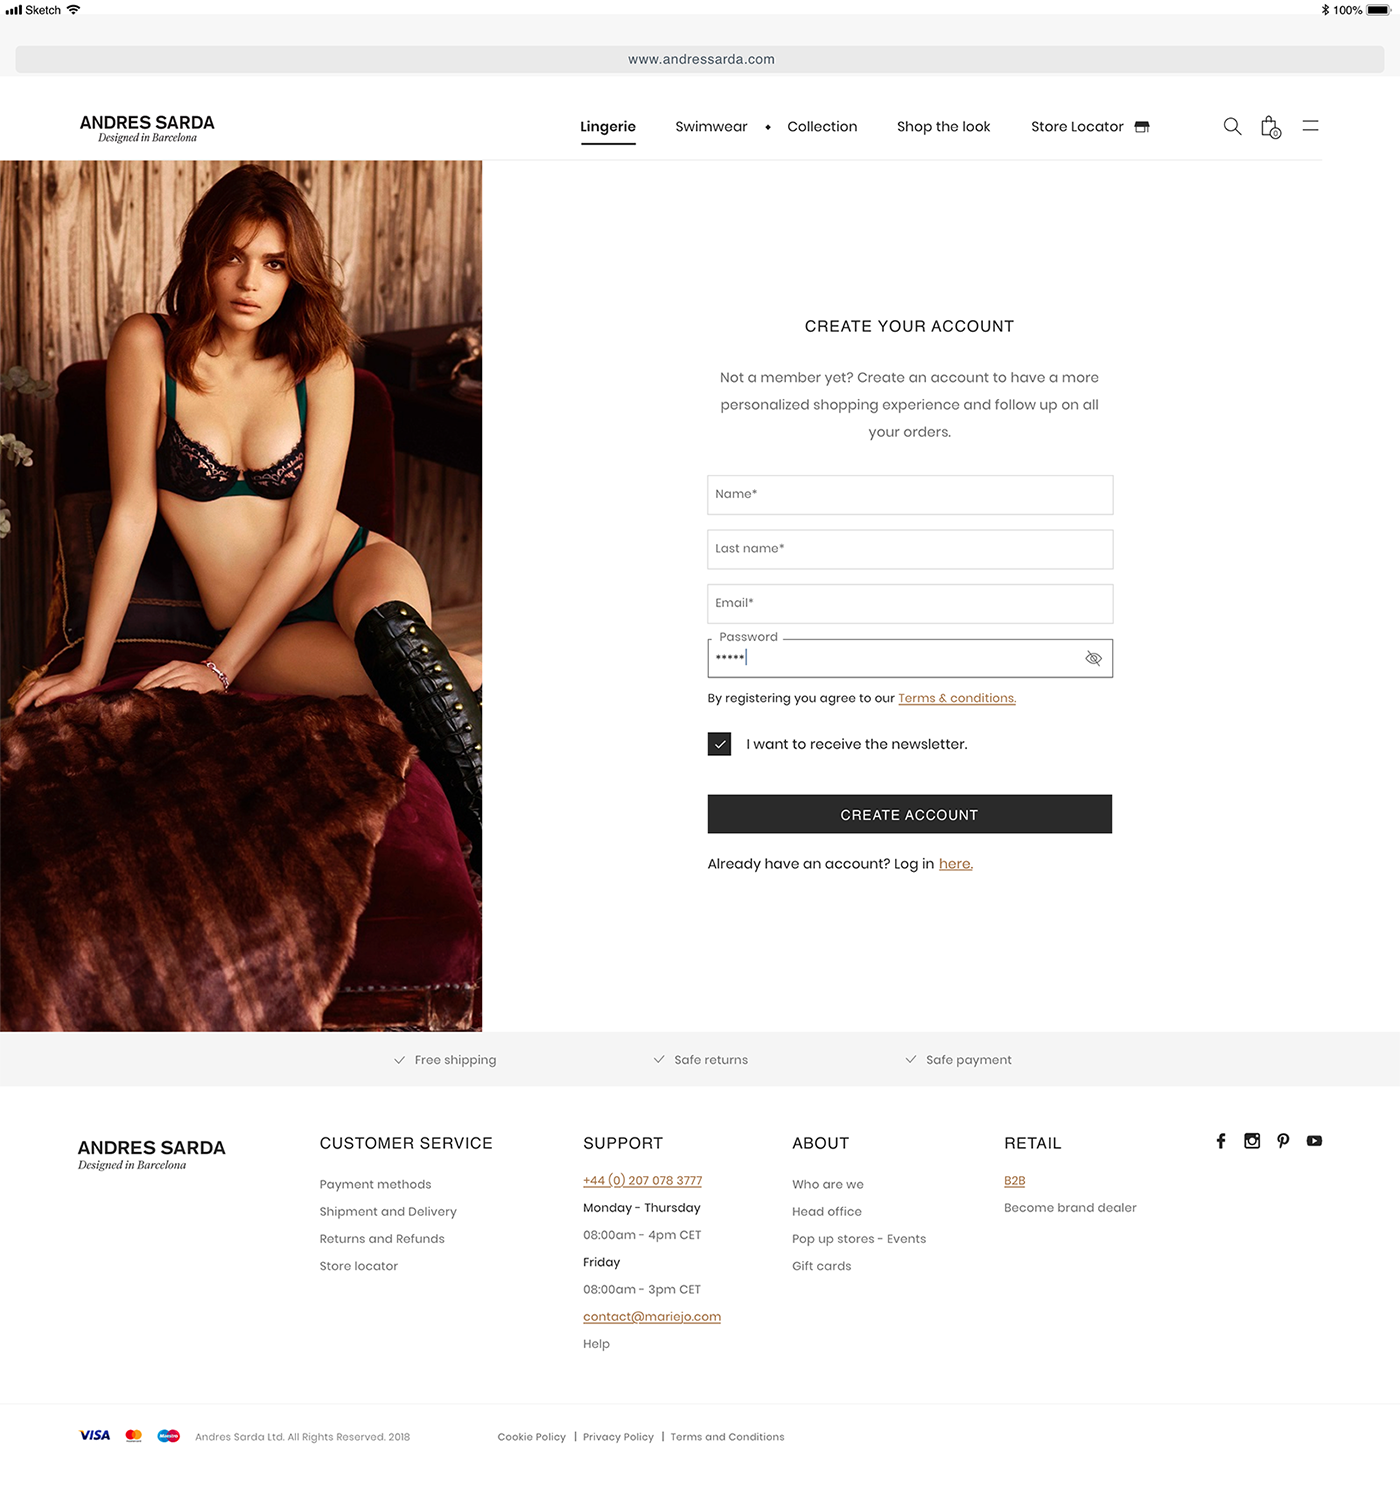 Sketch
100%
www.andressarda.com
ANDRES SARDA
Designed in Barcelona
Lingerie
Swimwear
Collection
Shop the look
Store Locator
0
CREATE YOUR ACCOUNT
Not a member yet? Create an account to have a more
personalized shopping experience and follow up on all
your orders.
Name*
Last name*
Email*
Password
*****
By registering you agree to our Terms & conditions.
I want to receive the newsletter.
CREATE ACCOUNT
Already have an account? Log in here.
Free shipping
Safe returns
Safe payment
ANDRES SARDA
Designed in Barcelona
CUSTOMER SERVICE
Payment methods
Shipment and Delivery
Returns and Refunds
Store locator
SUPPORT
+44 (0) 207 078 3777
Monday - Thursday
08:00am - 4pm CET
Friday
08:00am - 3pm CET
contact@mariejo.com
Help
ABOUT
Who are we
Head office
Pop up stores - Events
Gift cards
RETAIL
B2B
Become brand dealer
VISA
Maestro
Andres Sarda Ltd. All Rights Reserved. 2018
Cookie Policy | Privacy Policy | Terms and Conditions